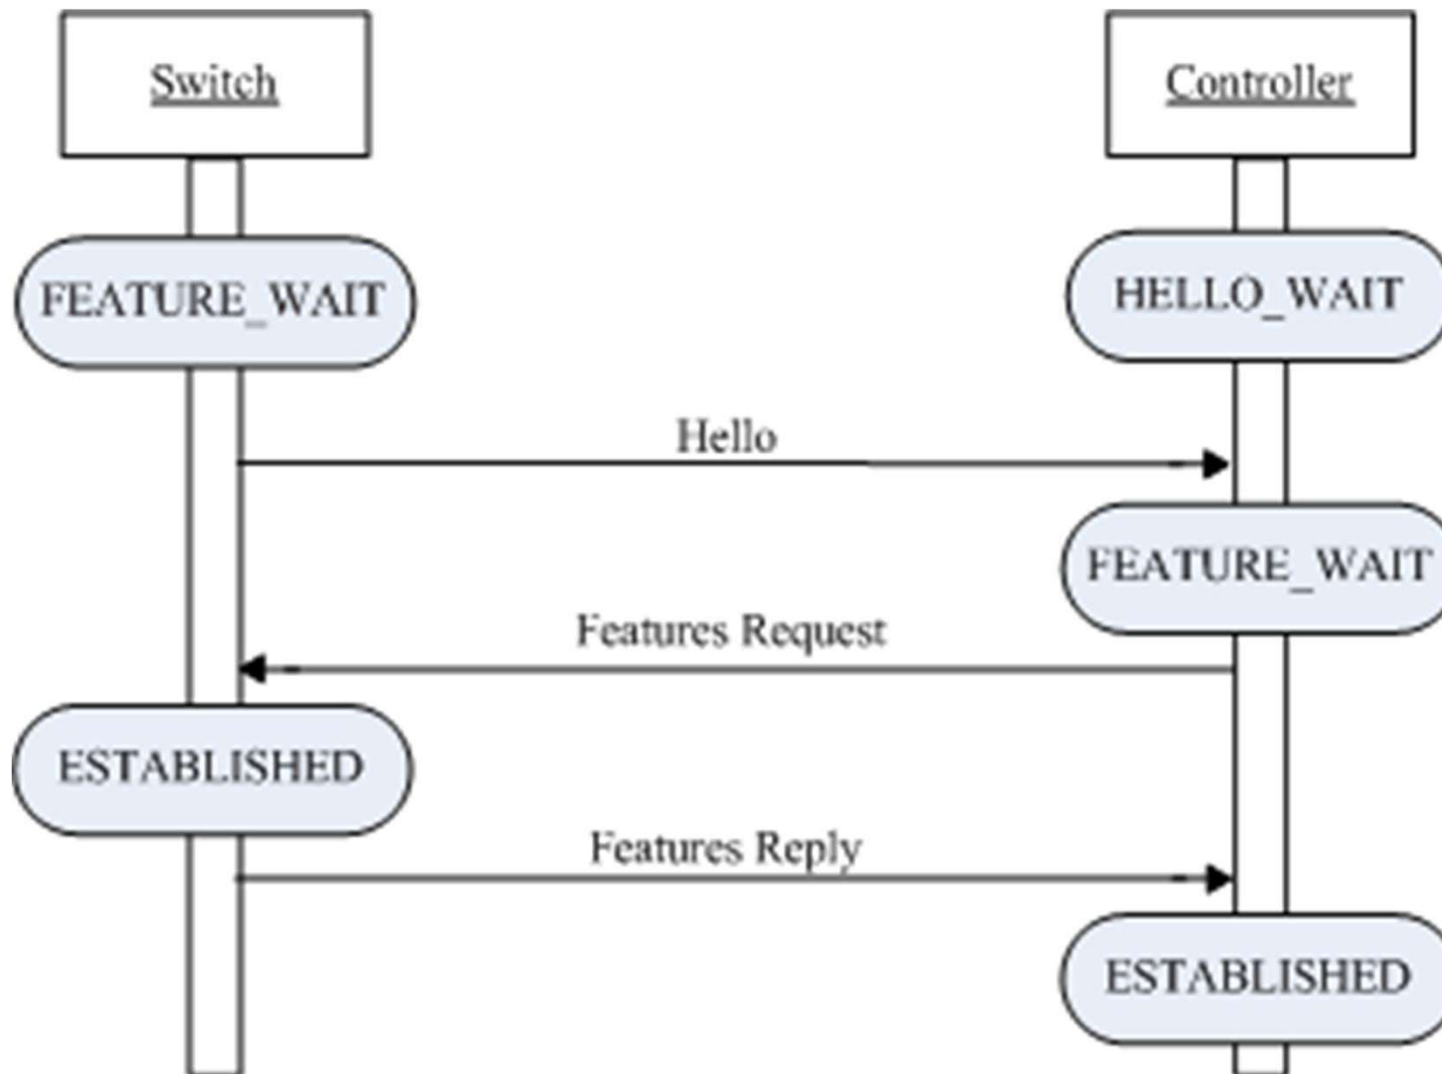 Switch
Controller
FEATURE_WAIT
HELLO_WAIT
Hello
FEATURE_WAIT
Features Request
ESTABLISHED
Features Reply
ESTABLISHED